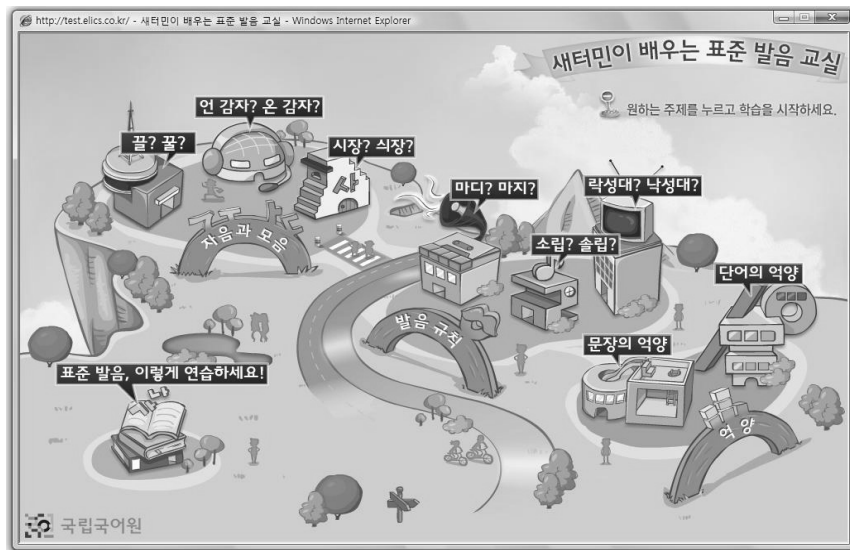 http://test.elics.co.kr/ - 새터민이 배우는 표준 발음 교실 - Windows Internet Explorer
새터민이 배우는 표준 발음 교실
원하는 주제를 누르고 학습을 시작하세요.
언 감자? 온 감자?
끌? 꿀?
시장? 싀장?
마디? 마지?
락성대? 낙성대?
소립? 솔립?
단어의 억양
자음과 모음
발음 규칙
문장의 억양
표준 발음, 이렇게 연습하세요!
억양
국립국어원